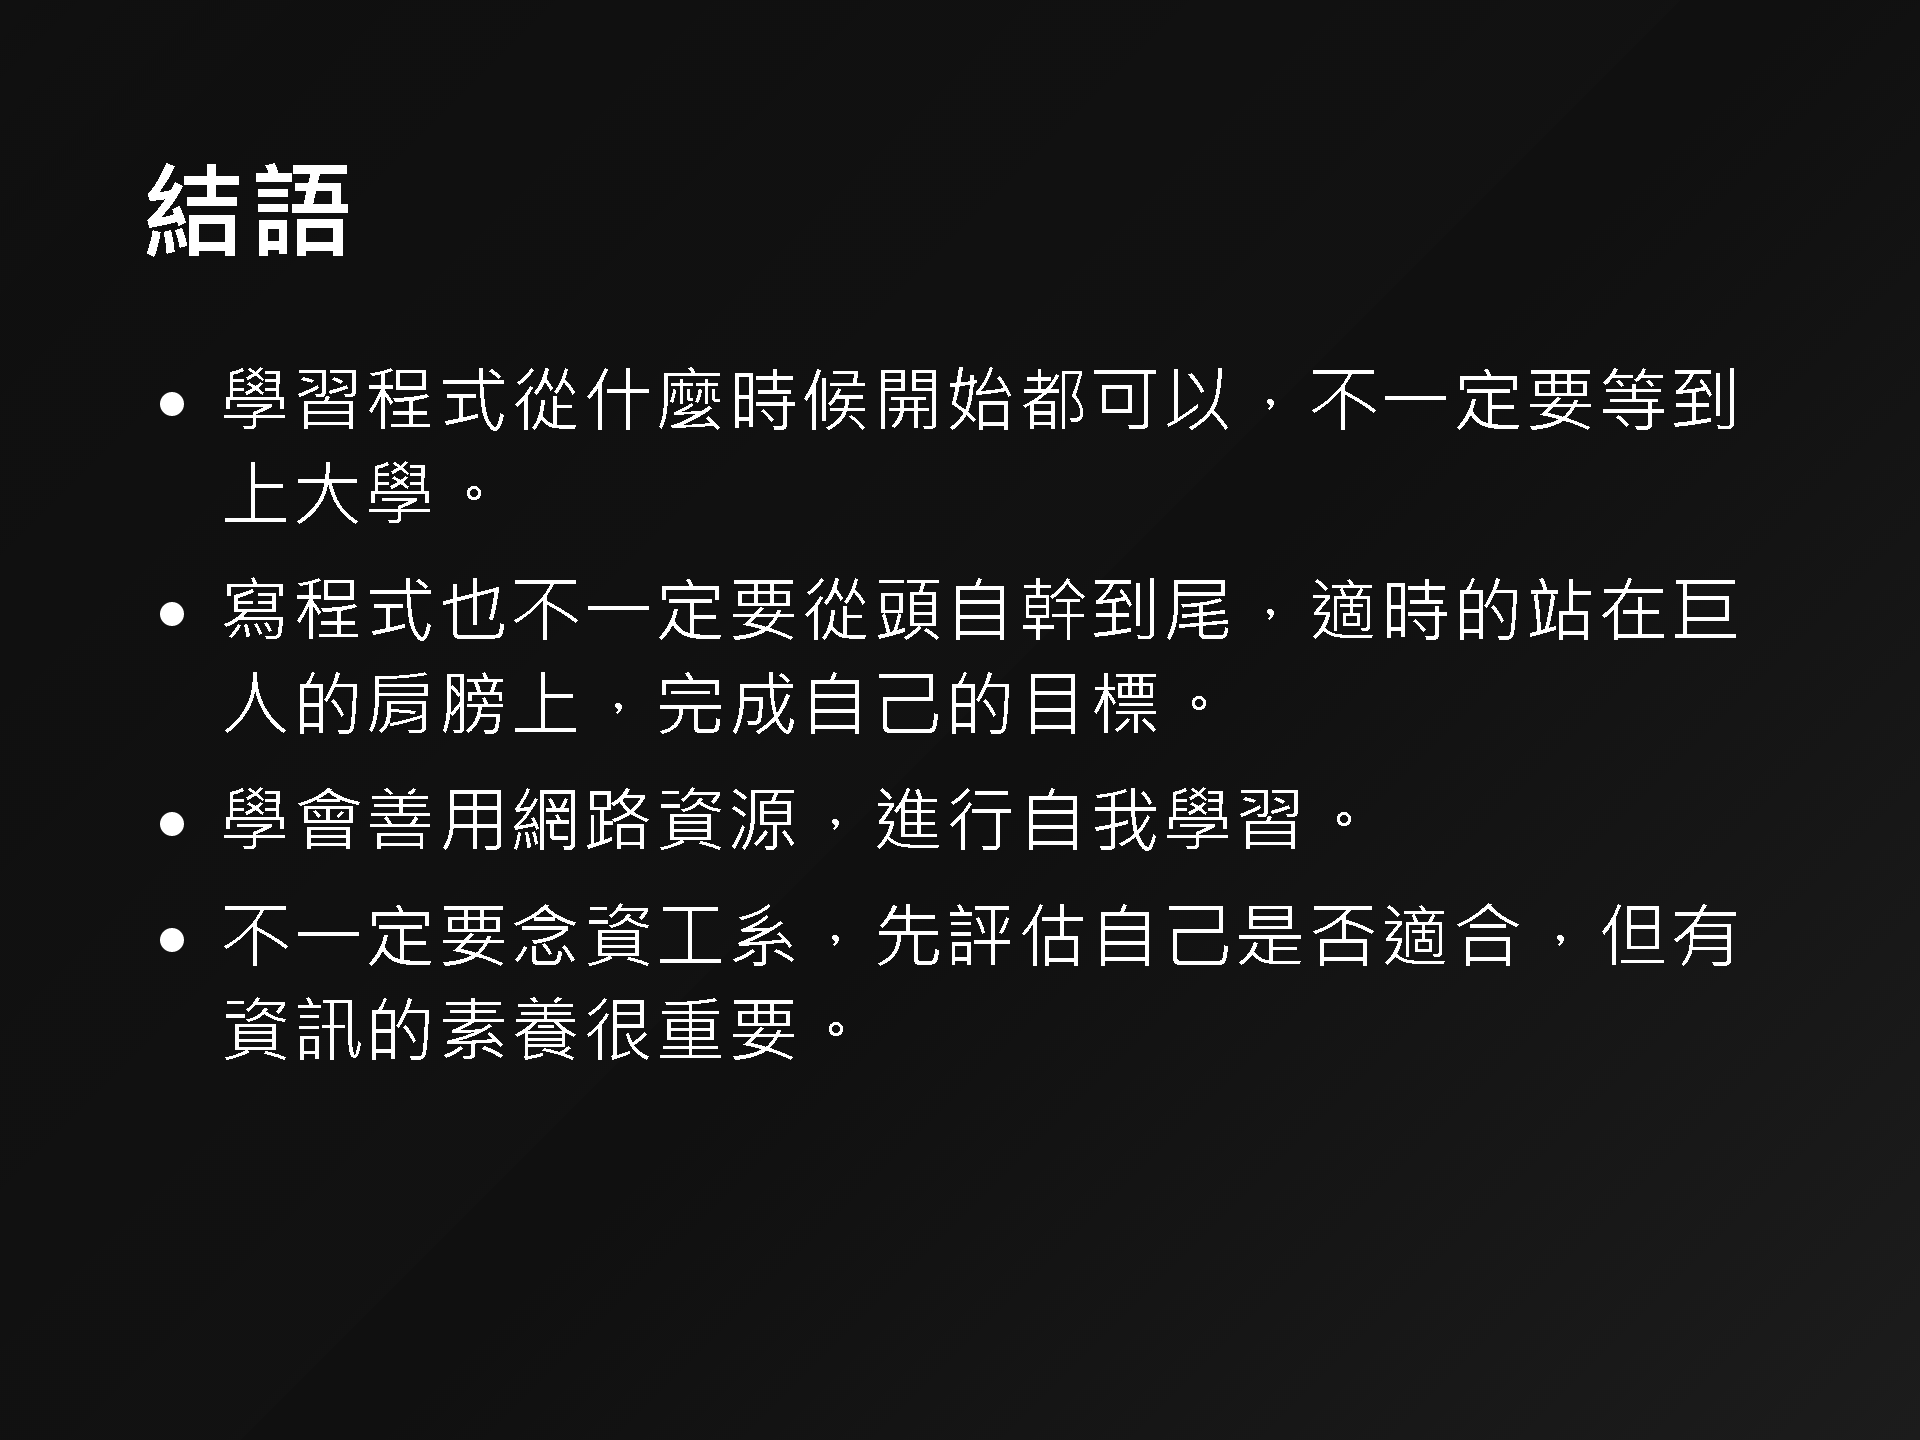 結語
• 學習程式從什麼時候開始都可以，不一定要等到
上大學。
• 寫程式也不一定要從頭自幹到尾，適時的站在巨
人的肩膀上，完成自己的目標。
• 學會善用網路資源，進行自我學習。
• 不一定要念資工系，先評估自己是否適合，但有
資訊的素養很重要。